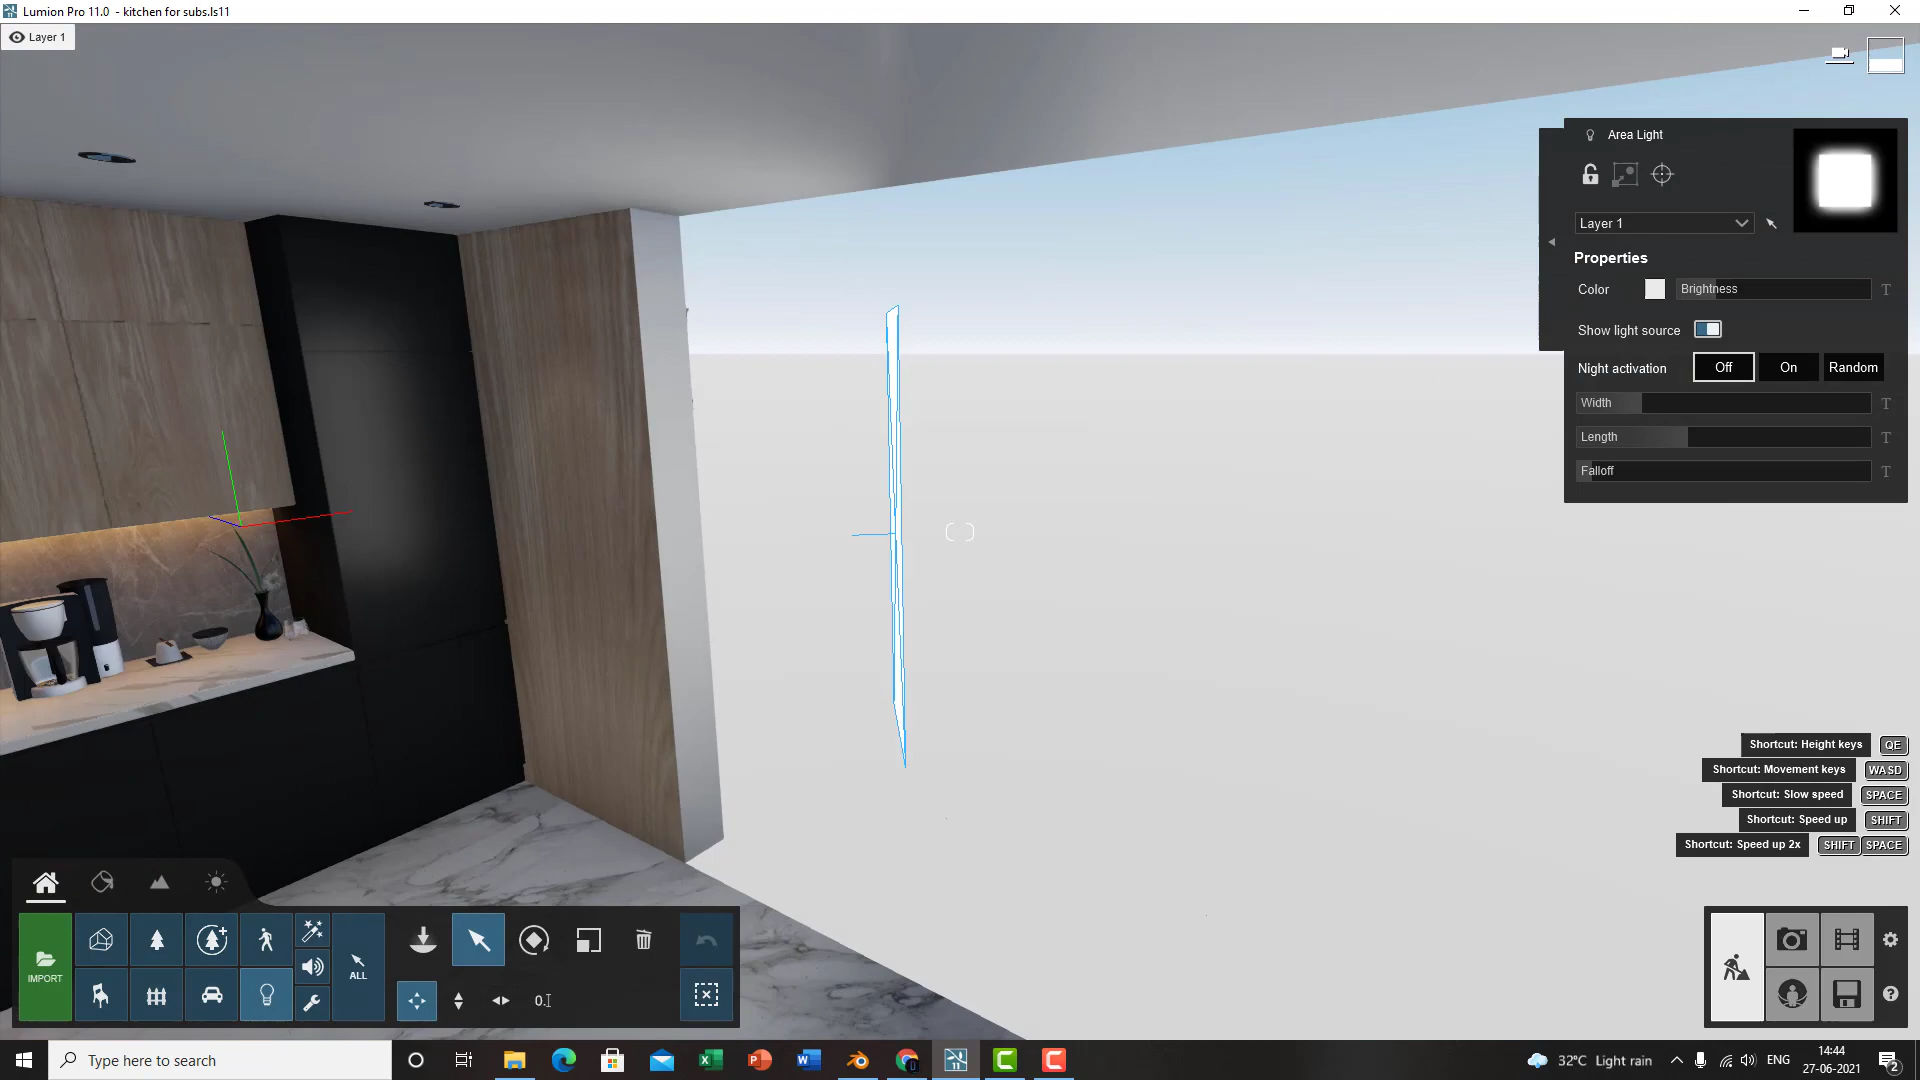 Lumion Pro 11.0 - kitchen for subs.ls11
Layer 1
Area Light
Layer 1
Properties
Color
Brightness
T
Show light source
Night activation
Off
On
Random
Width
T
Length
T
Falloff
T
Shortcut: Height keys
QE
Shortcut: Movement keys
WASD
Shortcut: Slow speed
SPACE
Shortcut: Speed up
SHIFT
Shortcut: Speed up 2x
SHIFT SPACE
IMPORT
ALL
0.
?
Type here to search
11
32°C Light rain
ENG
14:44
27-06-2021
2